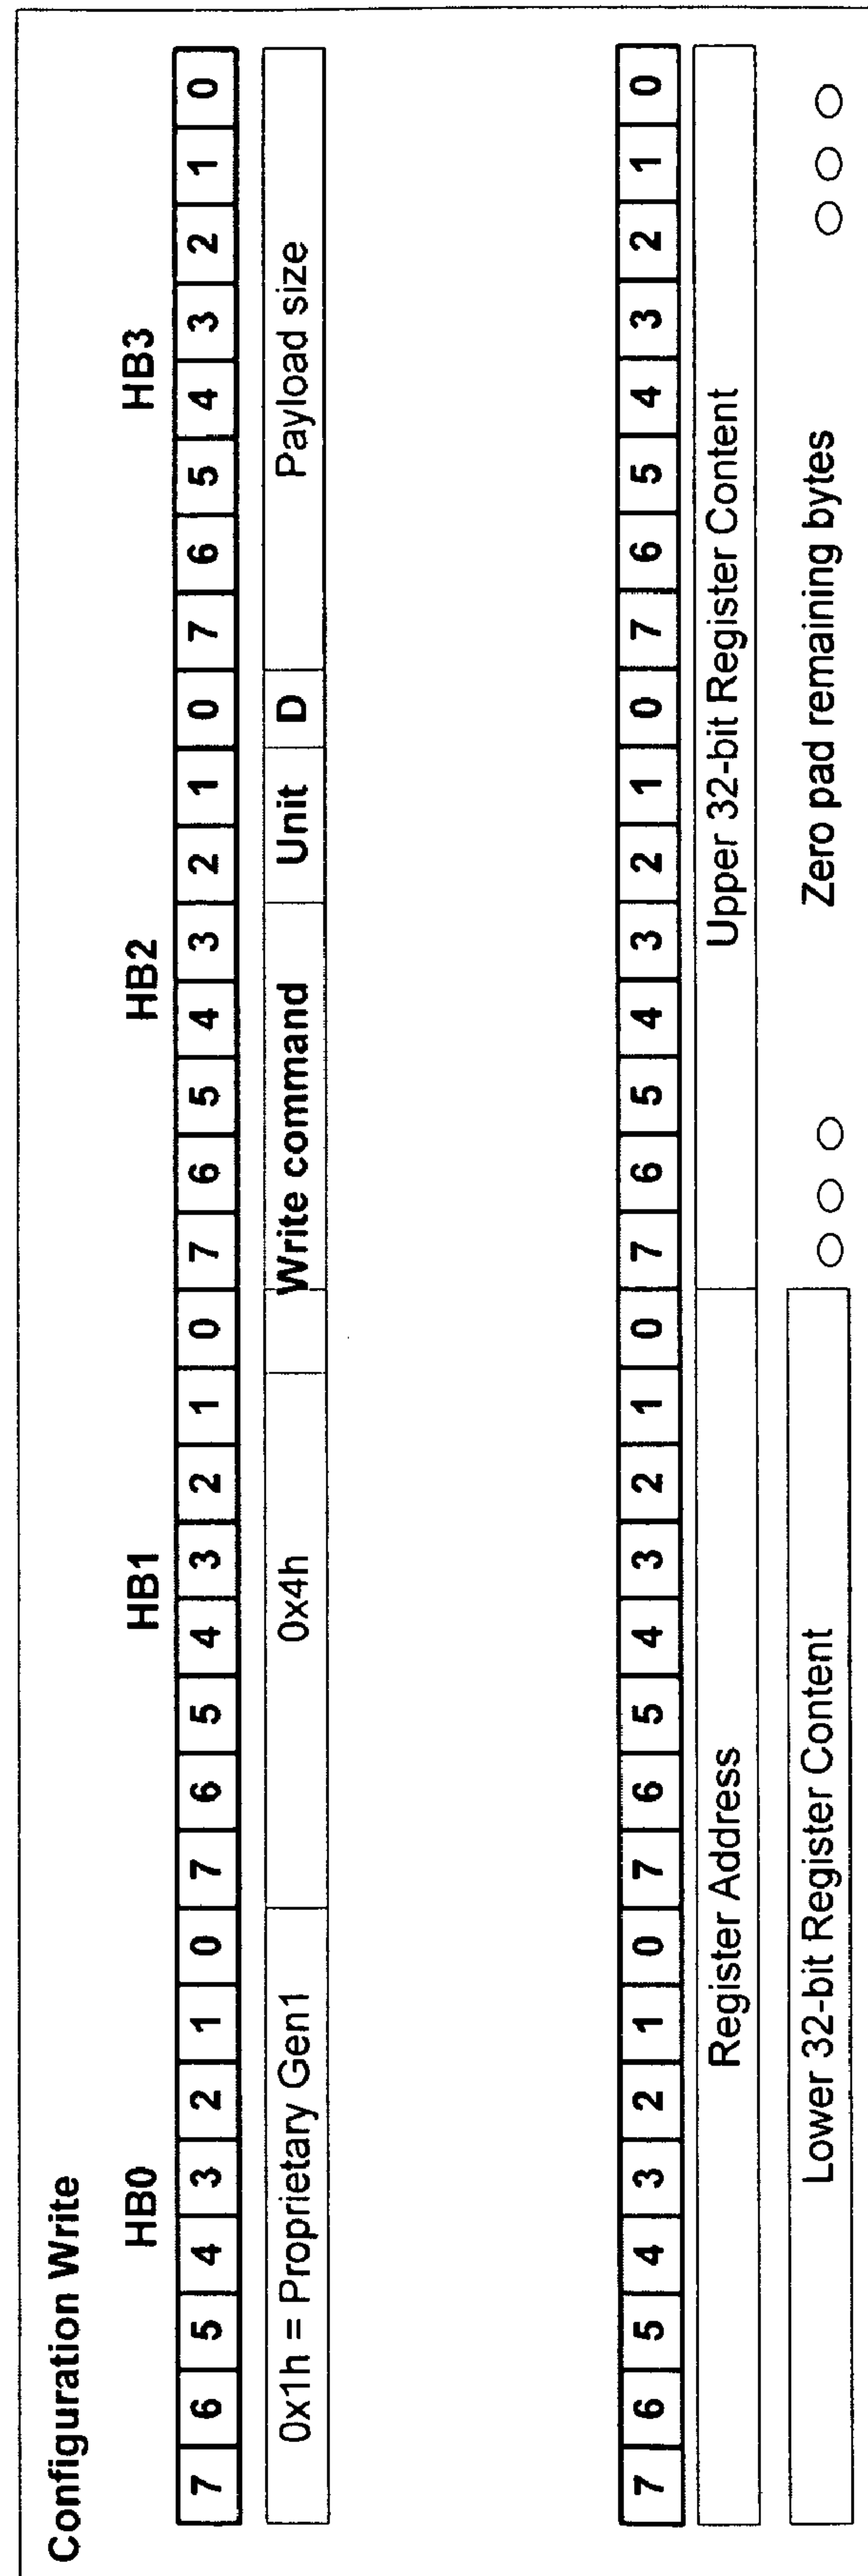 Configuration Write
HB0 HB1 HB2 HB3
7 6 5 4 3 2 1 0 7 6 5 4 3 2 1 0 7 6 5 4 3 2 1 0 7 6 5 4 3 2 1 0
0x1h = Proprietary Gen1 0x4h Write command Unit D Payload size
7 6 5 4 3 2 1 0 7 6 5 4 3 2 1 0 7 6 5 4 3 2 1 0 7 6 5 4 3 2 1 0
Register Address Upper 32-bit Register Content
Lower 32-bit Register Content Zero pad remaining bytes